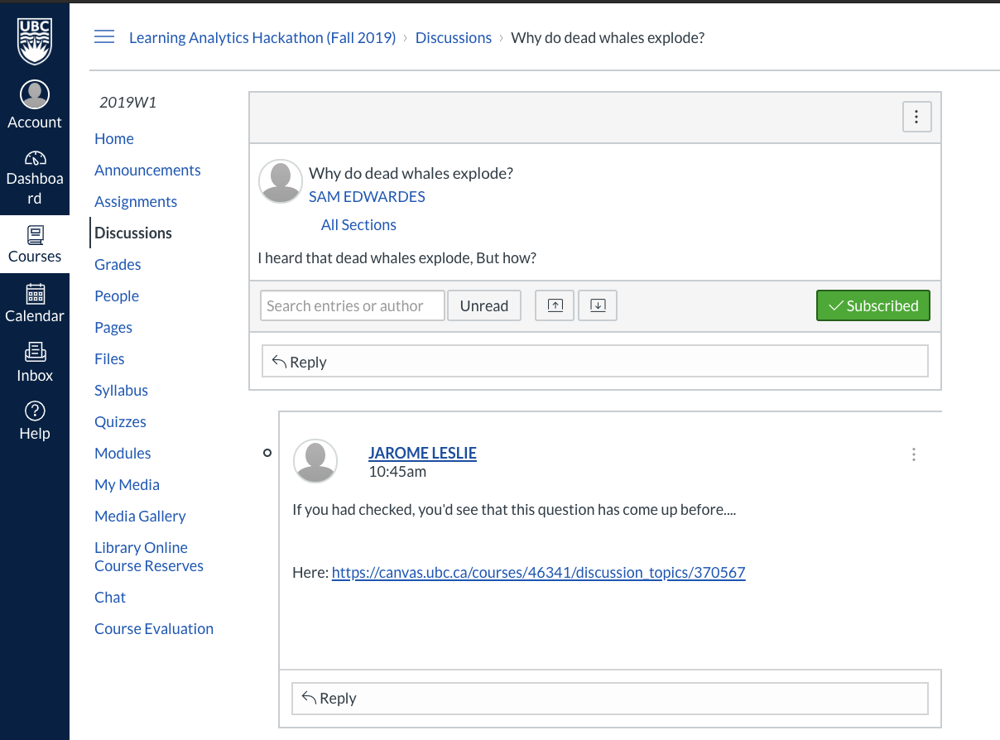 UBC
Account
Dashboa
rd
Courses
Calendar
Inbox
Help
Learning Analytics Hackathon (Fall 2019) › Discussions › Why do dead whales explode?
2019W1
Home
Announcements
Assignments
Discussions
Grades
People
Pages
Files
Syllabus
Quizzes
Modules
My Media
Media Gallery
Library Online
Course Reserves
Chat
Course Evaluation
Why do dead whales explode?
SAM EDWARDES
All Sections
I heard that dead whales explode, But how?
Search entries or author Unread Subscribed
Reply
JAROME LESLIE
10:45am
If you had checked, you'd see that this question has come up before....
Here: https://canvas.ubc.ca/courses/46341/discussion_topics/370567
Reply